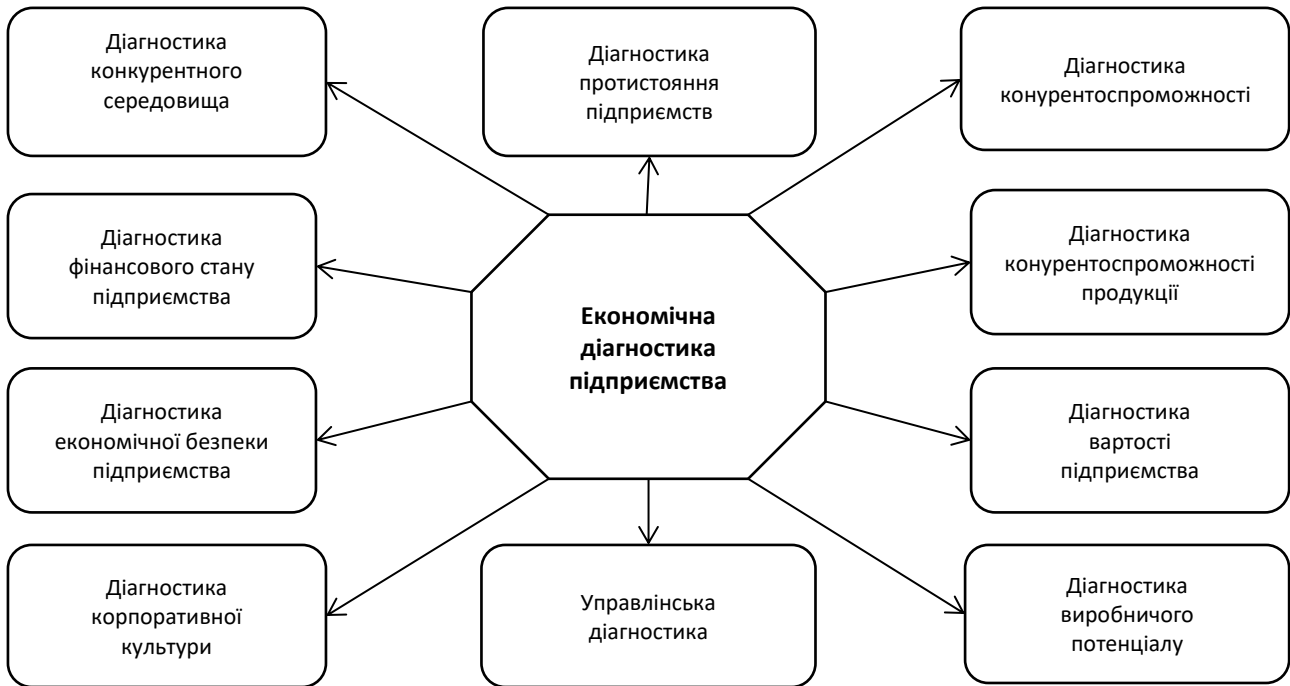 Діагностика
конкурентного
середовища
Діагностика
протистояння
підприємств
Діагностика
конурентоспроможності
Діагностика
фінансового стану
підприємства
Економічна
діагностика
підприємства
Діагностика
конурентоспроможності
продукції
Діагностика
економічної безпеки
підприємства
Діагностика
вартості
підприємства
Діагностика
корпоративної
культури
Управлінська
діагностика
Діагностика
виробничого
потенціалу